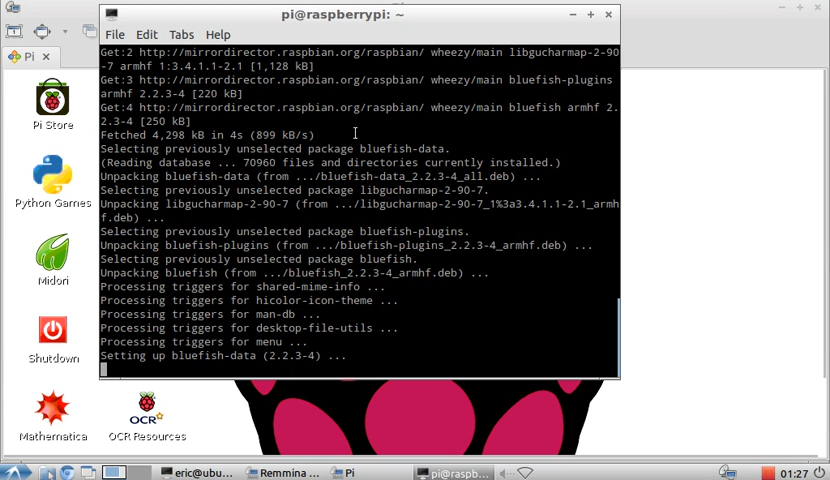 pi@raspberrypi: ~
File Edit Tabs Help
Get:2 http://mirrordirector.raspbian.org/raspbian/ wheezy/main libgucharmap-2-90
-7 armhf 1:3.4.1.1-2.1 [1,128 kB]
Get:3 http://mirrordirector.raspbian.org/raspbian/ wheezy/main bluefish-plugins
armhf 2.2.3-4 [220 kB]
Get:4 http://mirrordirector.raspbian.org/raspbian/ wheezy/main bluefish armhf 2.
2.3-4 [250 kB]
Fetched 4,298 kB in 4s (899 kB/s)
Selecting previously unselected package bluefish-data.
(Reading database ... 70960 files and directories currently installed.)
Unpacking bluefish-data (from .../bluefish-data_2.2.3-4_all.deb) ...
Selecting previously unselected package libgucharmap-2-90-7.
Unpacking libgucharmap-2-90-7 (from .../libgucharmap-2-90-7_1%3a3.4.1.1-2.1_armh
f.deb) ...
Selecting previously unselected package bluefish-plugins.
Unpacking bluefish-plugins (from .../bluefish-plugins_2.2.3-4_armhf.deb) ...
Selecting previously unselected package bluefish.
Unpacking bluefish (from .../bluefish_2.2.3-4_armhf.deb) ...
Processing triggers for shared-mime-info ...
Processing triggers for hicolor-icon-theme ...
Processing triggers for man-db ...
Processing triggers for desktop-file-utils ...
Processing triggers for menu ...
Setting up bluefish-data (2.2.3-4) ...
Pi
Pi Store
Python Games
Midori
Shutdown
Mathematica
OCR
OCR Resources
eric@ubu... Remmina ... Pi pi@raspb... 01:27